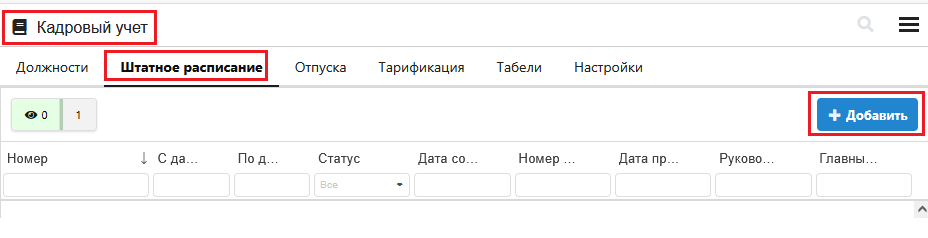 Кадровый учет
Должности Штатное расписание Отпуска Тарификация Табели Настройки
0 1 Добавить
Номер С да... По д... Статус Дата со... Номер ... Дата пр... Руково... Главны...
Все